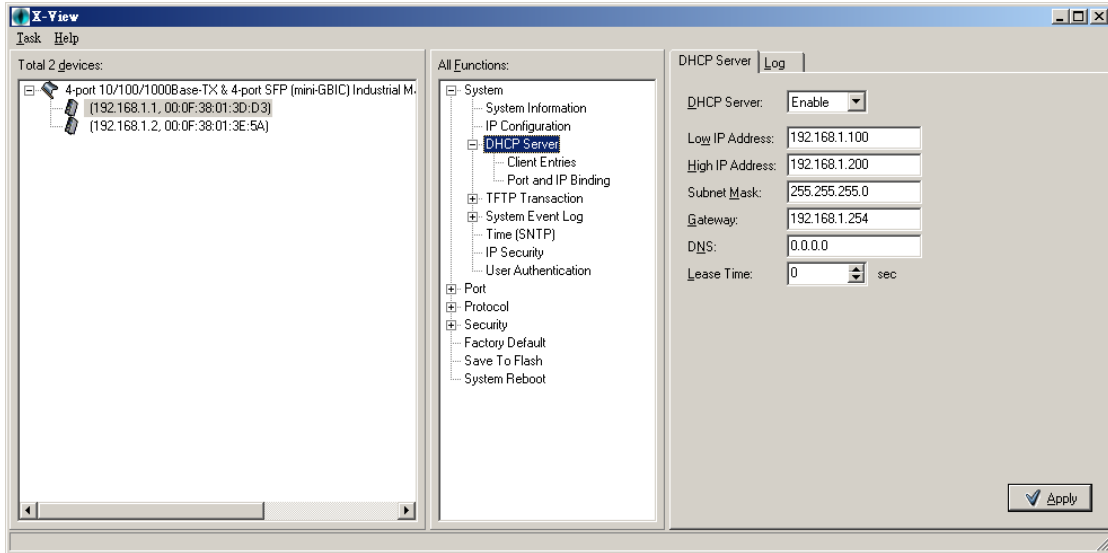 X-View
Task Help
Total 2 devices:
4-port 10/100/1000Base-TX & 4-port SFP (mini-GBIC) Industrial M
(192.168.1.1, 00:0F:38:01:3D:D3)
(192.168.1.2, 00:0F:38:01:3E:5A)
All Functions:
System
System Information
IP Configuration
DHCP Server
Client Entries
Port and IP Binding
TFTP Transaction
System Event Log
Time (SNTP)
IP Security
User Authentication
Port
Protocol
Security
Factory Default
Save To Flash
System Reboot
DHCP Server Log
DHCP Server: Enable
Low IP Address: 192.168.1.100
High IP Address: 192.168.1.200
Subnet Mask: 255.255.255.0
Gateway: 192.168.1.254
DNS: 0.0.0.0
Lease Time: 0 sec
Apply